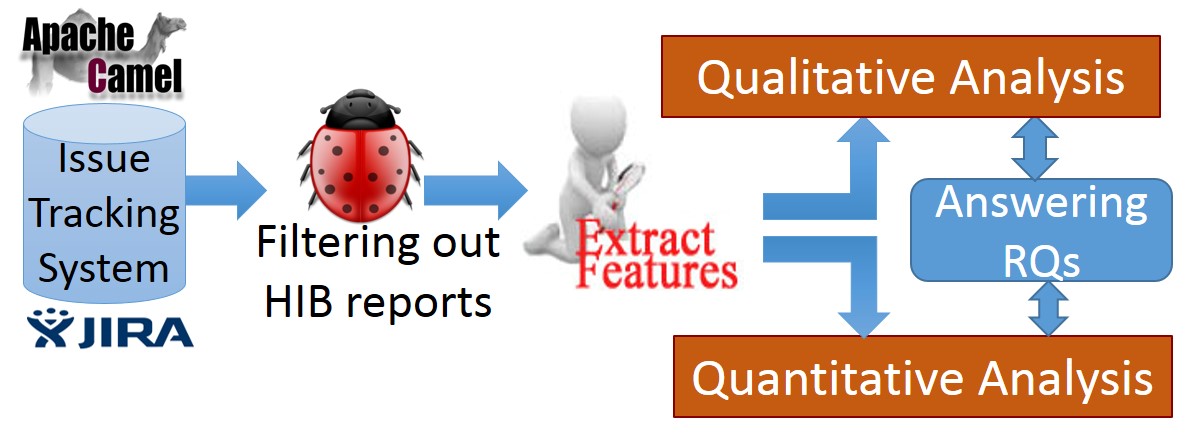 Apache
Camel
Issue
Tracking
System
JIRA
Filtering out
HIB reports
Extract
Features
Qualitative Analysis
Answering
RQs
Quantitative Analysis